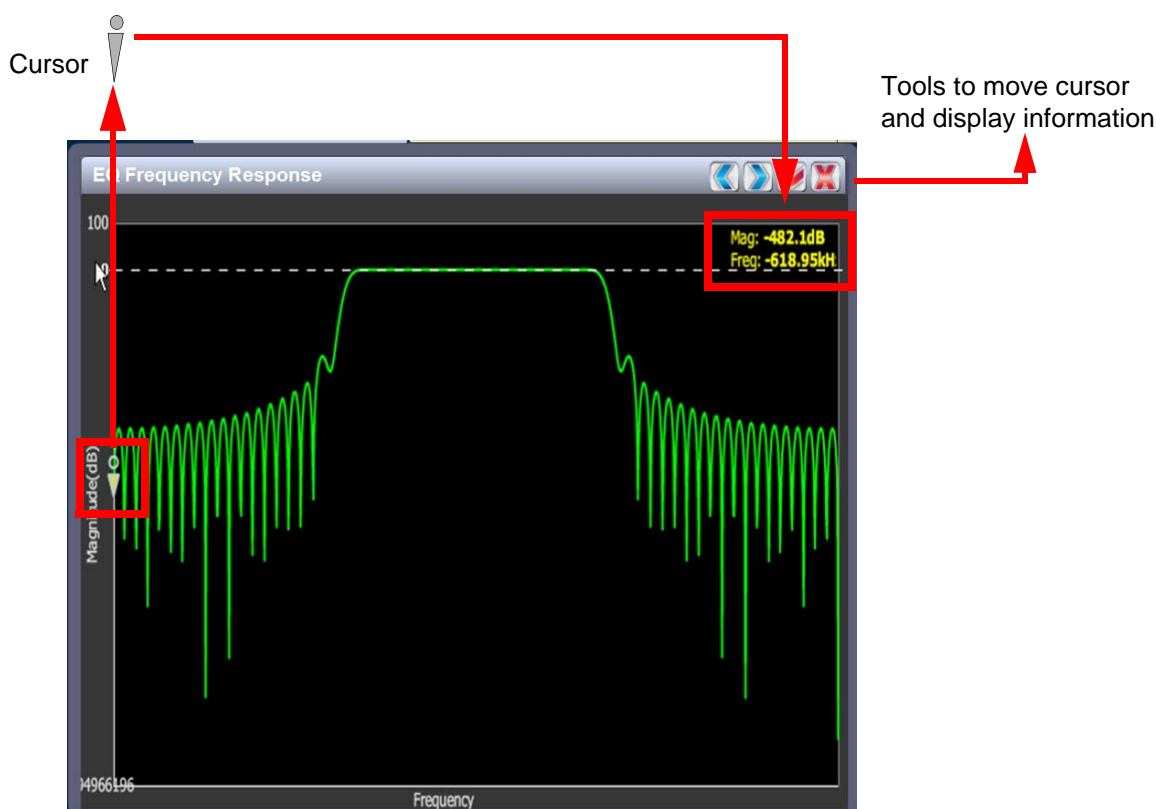 Cursor
Tools to move cursor
and display information
EQ Frequency Response
100
Mag: -482.1dB
Freq: -618.95kH
Magnitude(dB)
4966196
Frequency